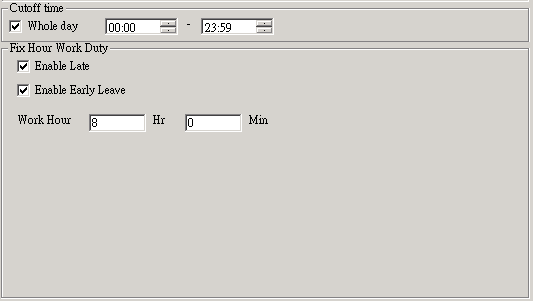 Cutoff time
Whole day 00:00 - 23:59
Fix Hour Work Duty
Enable Late
Enable Early Leave
Work Hour 8 Hr 0 Min